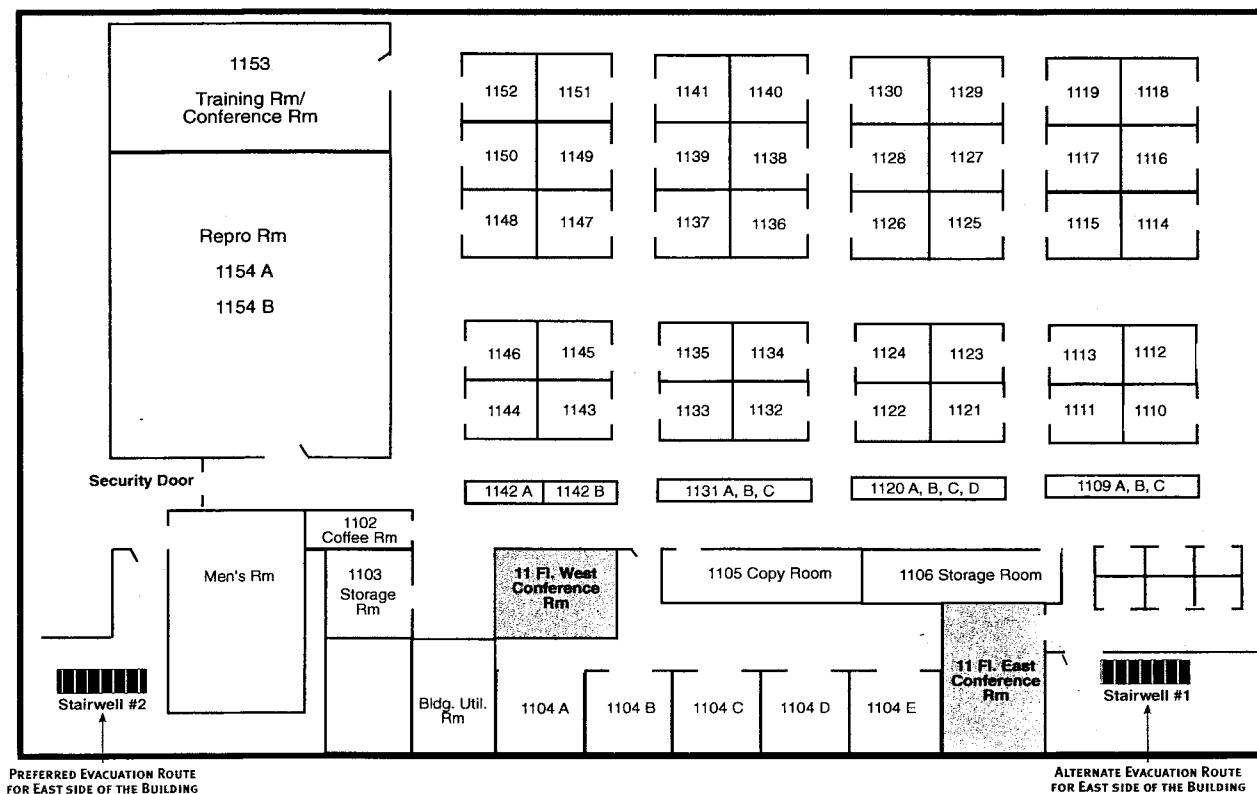 1153
Training Rm/
Conference Rm
1152 1151 1141 1140 1130 1129 1119 1118
1150 1149 1139 1138 1128 1127 1117 1116
1148 1147 1137 1136 1126 1125 1115 1114
Repro Rm
1154 A
1154 B
1146 1145 1135 1134 1124 1123 1113 1112
1144 1143 1133 1132 1122 1121 1111 1110
Security Door
1142 A 1142 B 1131 A, B, C 1120 A, B, C, D 1109 A, B, C
1102
Coffee Rm
Men's Rm
1103
Storage
Rm
11 Fl. West
Conference
Rm
1105 Copy Room
1106 Storage Room
11 Fl. East
Conference
Rm
Stairwell #2
Bldg. Util.
Rm
1104 A 1104 B 1104 C 1104 D 1104 E
Stairwell #1
PREFERRED EVACUATION ROUTE
FOR EAST SIDE OF THE BUILDING
ALTERNATE EVACUATION ROUTE
FOR EAST SIDE OF THE BUILDING